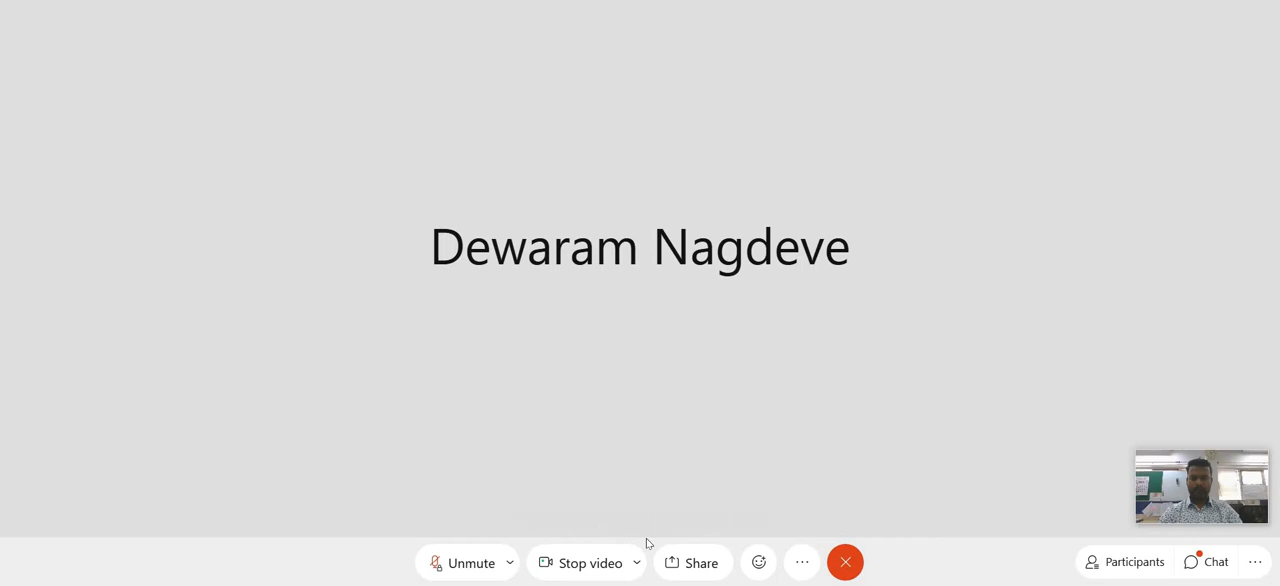 Dewaram Nagdeve
Unmute
Stop video
Share
Participants
Chat